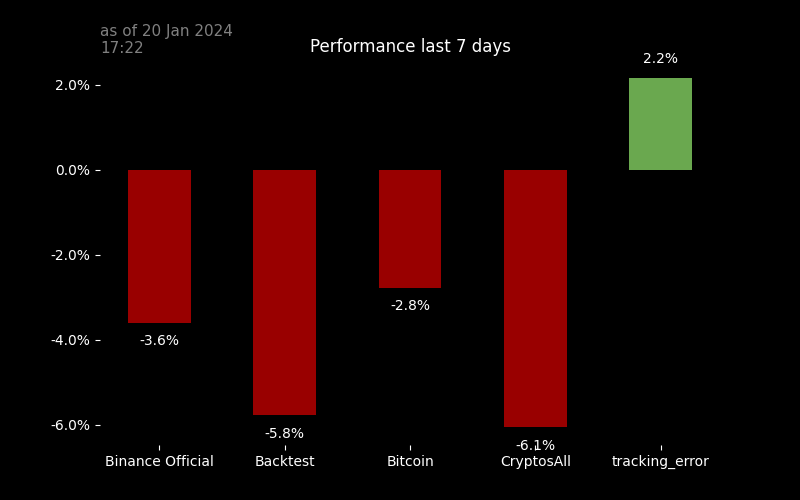 as of 20 Jan 2024
17:22
Performance last 7 days
2.2%
2.0%
0.0%
-2.0%
-2.8%
-3.6%
-4.0%
-5.8%
-6.0%
-6.1%
Binance Official
Backtest
Bitcoin
CryptosAll
tracking_error